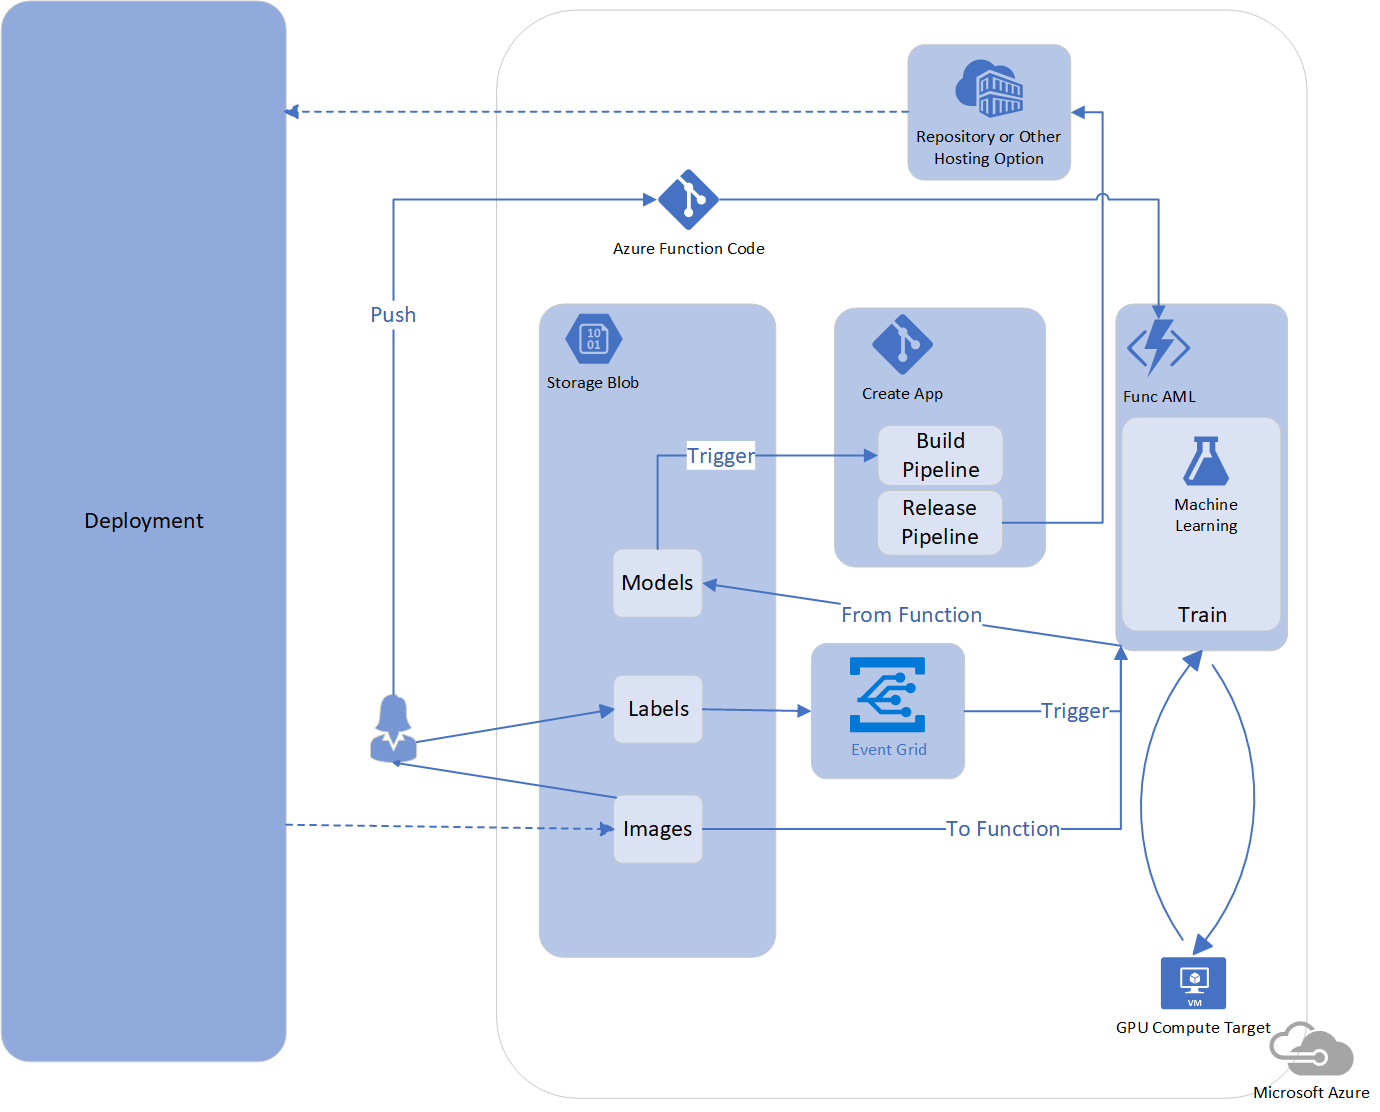 Repository or Other
Hosting Option
Azure Function Code
Push
10
01
Storage Blob
Create App
Func AML
Build
Pipeline
Trigger
Release
Pipeline
Machine
Learning
Deployment
Models
From Function
Train
Labels
Trigger
Event Grid
Images
To Function
VM
GPU Compute Target
Microsoft Azure